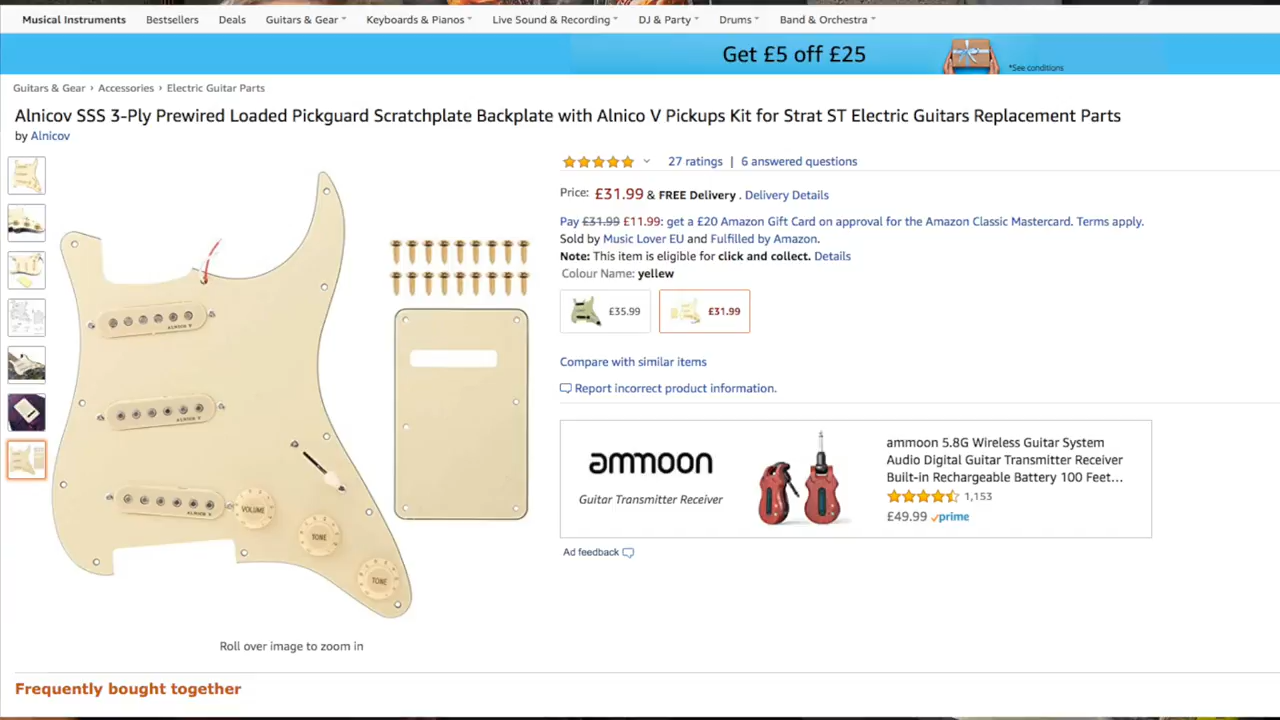 Musical Instruments Bestsellers Deals Guitars & Gear Keyboards & Pianos Live Sound & Recording DJ & Party Drums Band & Orchestra
Get £5 off £25
*See conditions
Guitars & Gear › Accessories › Electric Guitar Parts
Alnicov SSS 3-Ply Prewired Loaded Pickguard Scratchplate Backplate with Alnico V Pickups Kit for Strat ST Electric Guitars Replacement Parts
by Alnicov
27 ratings | 6 answered questions
Price: £31.99 & FREE Delivery . Delivery Details
Pay £31.99 £11.99: get a £20 Amazon Gift Card on approval for the Amazon Classic Mastercard. Terms apply.
Sold by Music Lover EU and Fulfilled by Amazon.
Note: This item is eligible for click and collect. Details
Colour Name: yellew
£35.99 £31.99
Compare with similar items
Report incorrect product information.
ALNICO V
ALNICO V
ALNICO V
VOLUME
TONE
TONE
ammoon
Guitar Transmitter Receiver
ammoon 5.8G Wireless Guitar System
Audio Digital Guitar Transmitter Receiver
Built-in Rechargeable Battery 100 Feet...
1,153
£49.99 prime
Ad feedback
Roll over image to zoom in
Frequently bought together